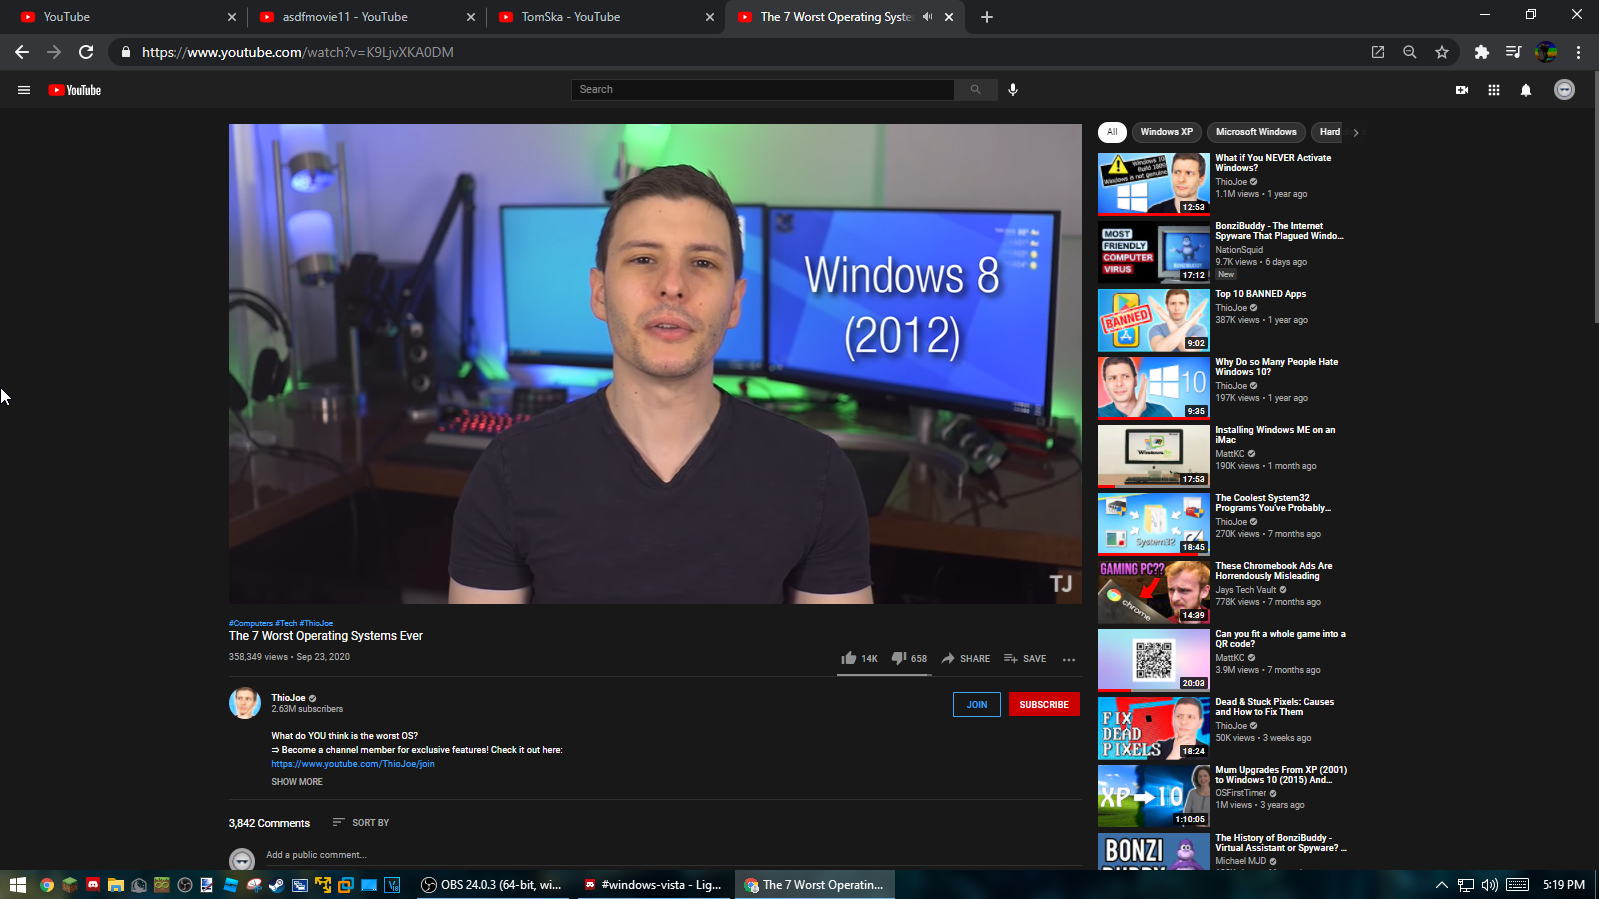 YouTube
asdfmovie11 - YouTube
TomSka - YouTube
The 7 Worst Operating Syste
https://www.youtube.com/watch?v=K9LjvXKA0DM
YouTube
Search
Windows 8
(2012)
TJ
#Computers #Tech #ThioJoe
The 7 Worst Operating Systems Ever
358,349 views • Sep 23, 2020
14K
658
SHARE
SAVE
ThioJoe
2.63M subscribers
JOIN
SUBSCRIBE
What do YOU think is the worst OS?
⇒ Become a channel member for exclusive features! Check it out here:
https://www.youtube.com/ThioJoe/join
SHOW MORE
3,842 Comments
SORT BY
Add a public comment...
All
Windows XP
Microsoft Windows
Hard
Windows 10
Build 1809
Windows is not genuine
12:53
What if You NEVER Activate
Windows?
ThioJoe
1.1M views • 1 year ago
MOST
FRIENDLY
COMPUTER
VIRUS
BONZIBUDDY
17:12
BonziBuddy - The Internet
Spyware That Plagued Windo...
NationSquid
9.7K views • 6 days ago
New
BANNED
9:02
Top 10 BANNED Apps
ThioJoe
387K views • 1 year ago
10
9:35
Why Do so Many People Hate
Windows 10?
ThioJoe
197K views • 1 year ago
17:53
Installing Windows ME on an
iMac
MattKC
190K views • 1 month ago
System32
18:45
The Coolest System32
Programs You've Probably...
ThioJoe
270K views • 7 months ago
GAMING PC??
chrome
14:39
These Chromebook Ads Are
Horrendously Misleading
Jays Tech Vault
778K views • 7 months ago
20:03
Can you fit a whole game into a
QR code?
MattKC
3.9M views • 7 months ago
FIX
DEAD
PIXELS
18:24
Dead & Stuck Pixels: Causes
and How to Fix Them
ThioJoe
50K views • 3 weeks ago
XP
10
1:10:05
Mum Upgrades From XP (2001)
to Windows 10 (2015) And...
OSFirstTimer
1M views • 3 years ago
BONZI
BUDDY
The History of BonziBuddy -
Virtual Assistant or Spyware? ...
Michael MJD
OBS 24.0.3 (64-bit, wi...
#windows-vista - Lig...
The 7 Worst Operatin...
5:19 PM